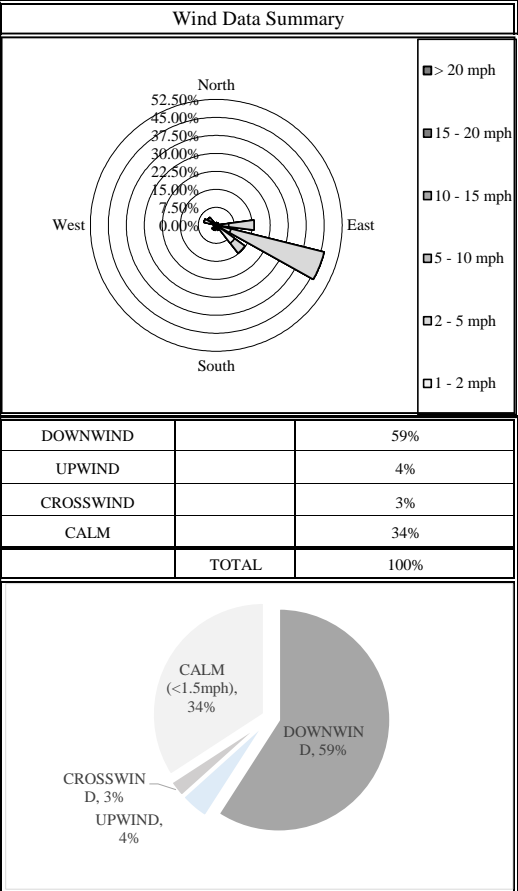 Wind Data Summary
North
52.50%
45.00%
37.50%
30.00%
22.50%
15.00%
7.50%
0.00%
West
East
South
> 20 mph
15 - 20 mph
10 - 15 mph
5 - 10 mph
2 - 5 mph
1 - 2 mph
DOWNWIND 59%
UPWIND 4%
CROSSWIND 3%
CALM 34%
TOTAL 100%
CALM
(<1.5mph),
34%
DOWNWIN
D, 59%
CROSSWIN
D, 3%
UPWIND,
4%